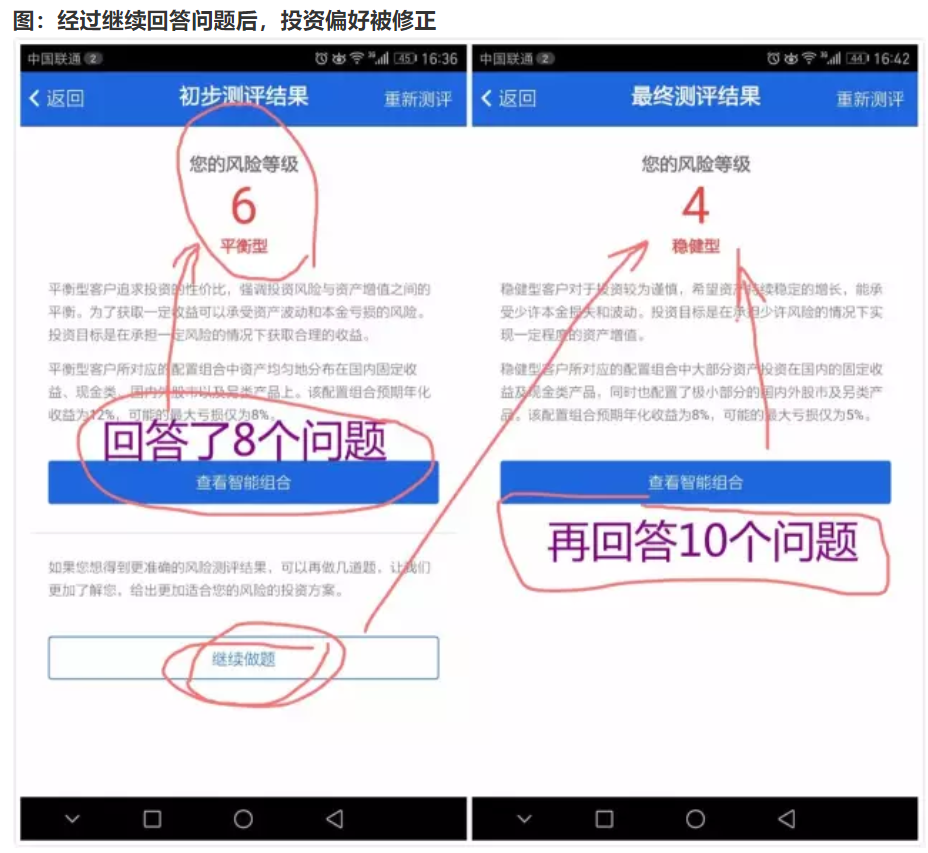 图：经过继续回答问题后，投资偏好被修正
中国联通 2
45 16:36
返回
初步测评结果
重新测评
您的风险等级
6
平衡型
平衡型客户追求投资的性价比，强调投资风险与资产增值之间的
平衡。为了获取一定收益可以承受资产波动和本金亏损的风险。
投资目标是在承担一定风险的情况下获取合理的收益。
平衡型客户所对应的配置组合中资产均匀地分布在国内固定收
益、现金类、国内外股市以及另类产品上。该配置组合预期年化
收益为12%，可能的最大亏损仅为8%。
回答了8个问题
查看智能组合
如果您想得到更准确的风险测评结果，可以再做几道题，让我们
更加了解您，给出更加适合您的风险的投资方案。
继续做题
中国联通 2
44 16:42
返回
最终测评结果
重新测评
您的风险等级
4
稳健型
稳健型客户对于投资较为谨慎，希望资产持续稳定的增长，能承
受少许本金损失和波动。投资目标是在承担少许风险的情况下实
现一定程度的资产增值。
稳健型客户所对应的配置组合中大部分资产投资在国内的固定收
益及现金类产品，同时也配置了极小部分的国内外股市及另类产
品。该配置组合预期年化收益为8%，可能的最大亏损仅为5%。
查看智能组合
再回答10个问题